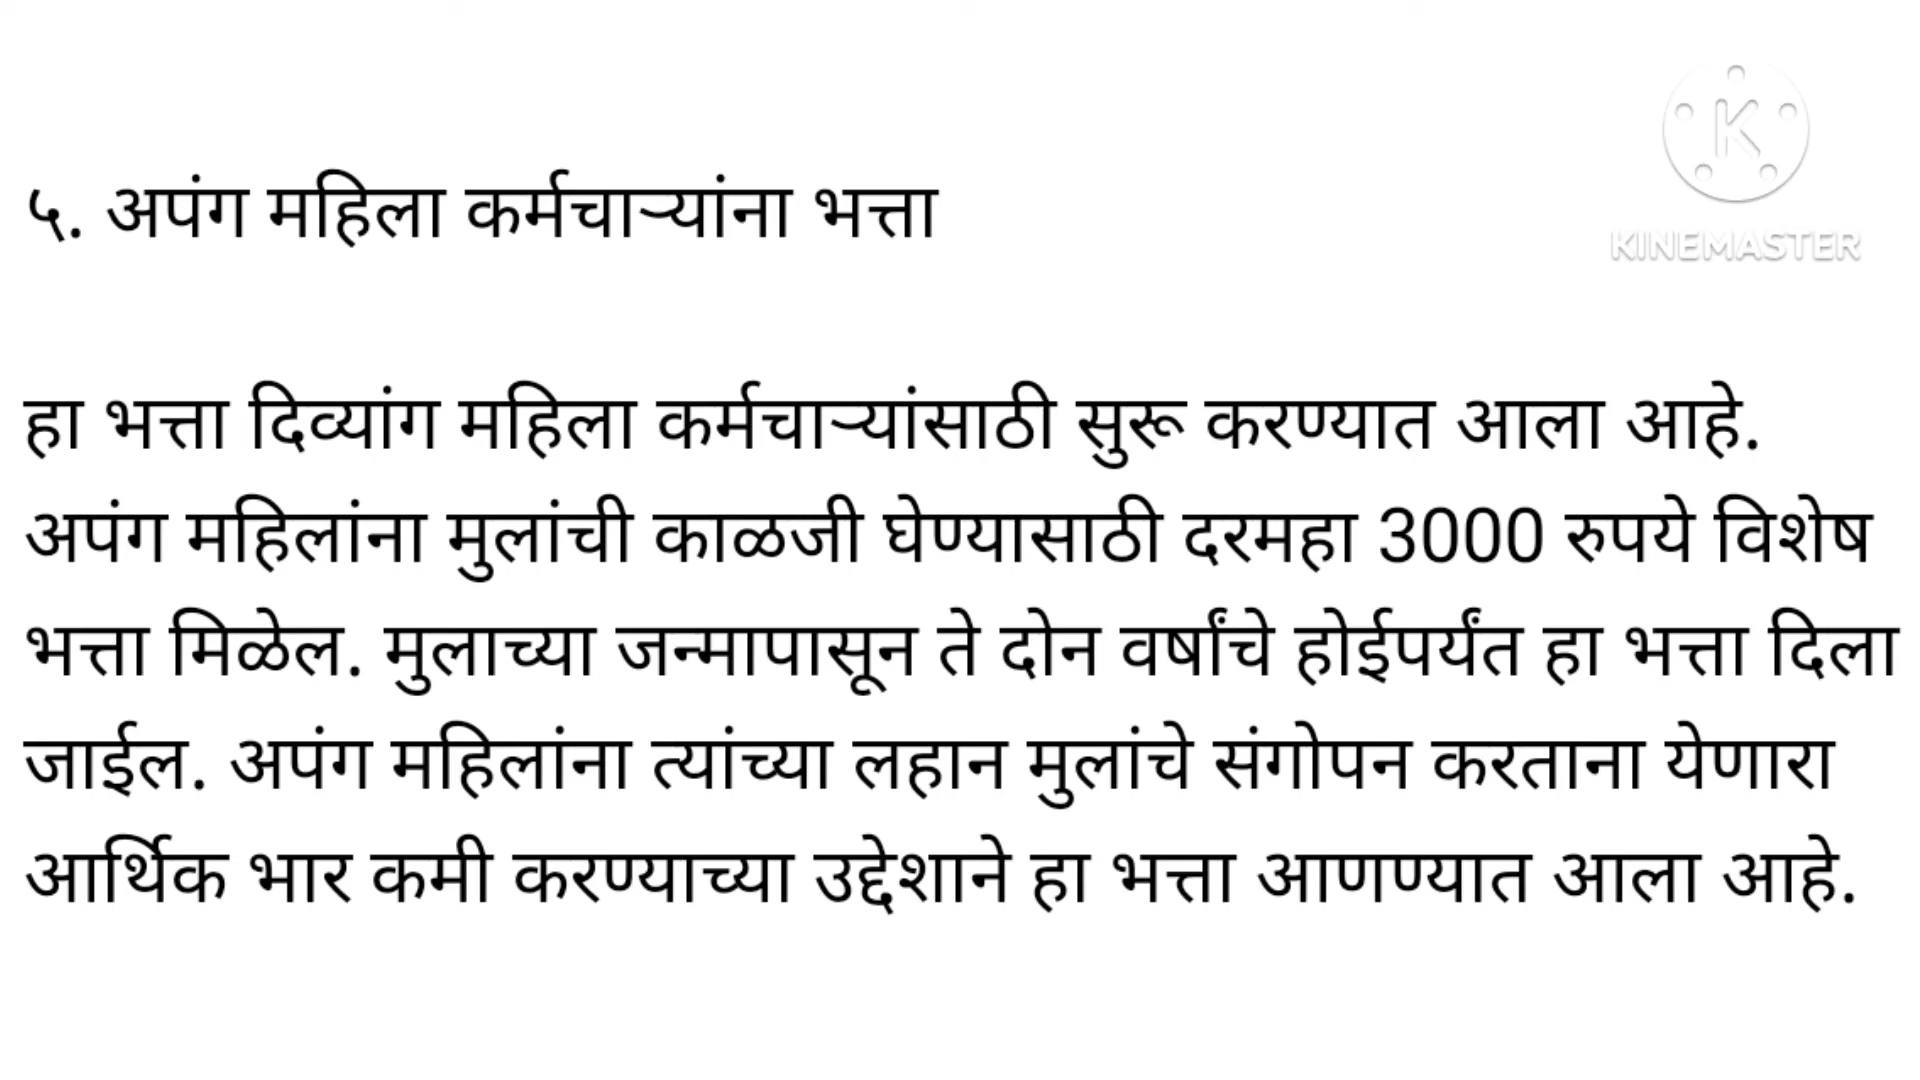 ५. अपंग महिला कर्मचाऱ्यांना भत्ता
KINEMASTER
हा भत्ता दिव्यांग महिला कर्मचाऱ्यांसाठी सुरू करण्यात आला आहे.
अपंग महिलांना मुलांची काळजी घेण्यासाठी दरमहा 3000 रुपये विशेष
भत्ता मिळेल. मुलाच्या जन्मापासून ते दोन वर्षांचे होईपर्यंत हा भत्ता दिला
जाईल. अपंग महिलांना त्यांच्या लहान मुलांचे संगोपन करताना येणारा
आर्थिक भार कमी करण्याच्या उद्देशाने हा भत्ता आणण्यात आला आहे.